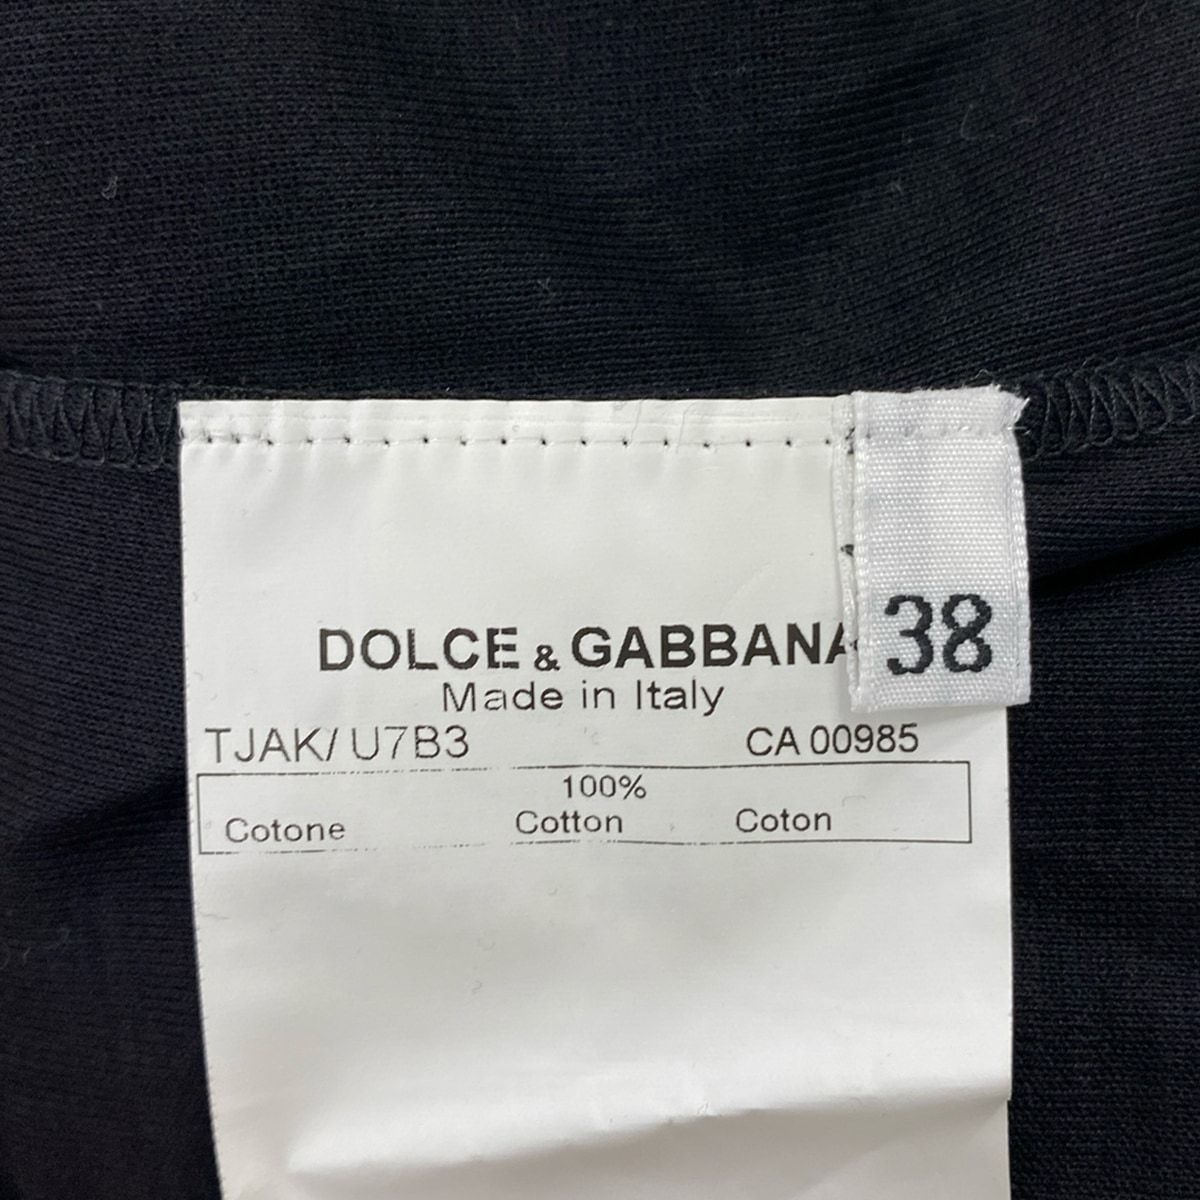 DOLCE & GABBANA
38
Made in Italy
TJAK/ U7B3 CA 00985
100%
Cotone Cotton Coton